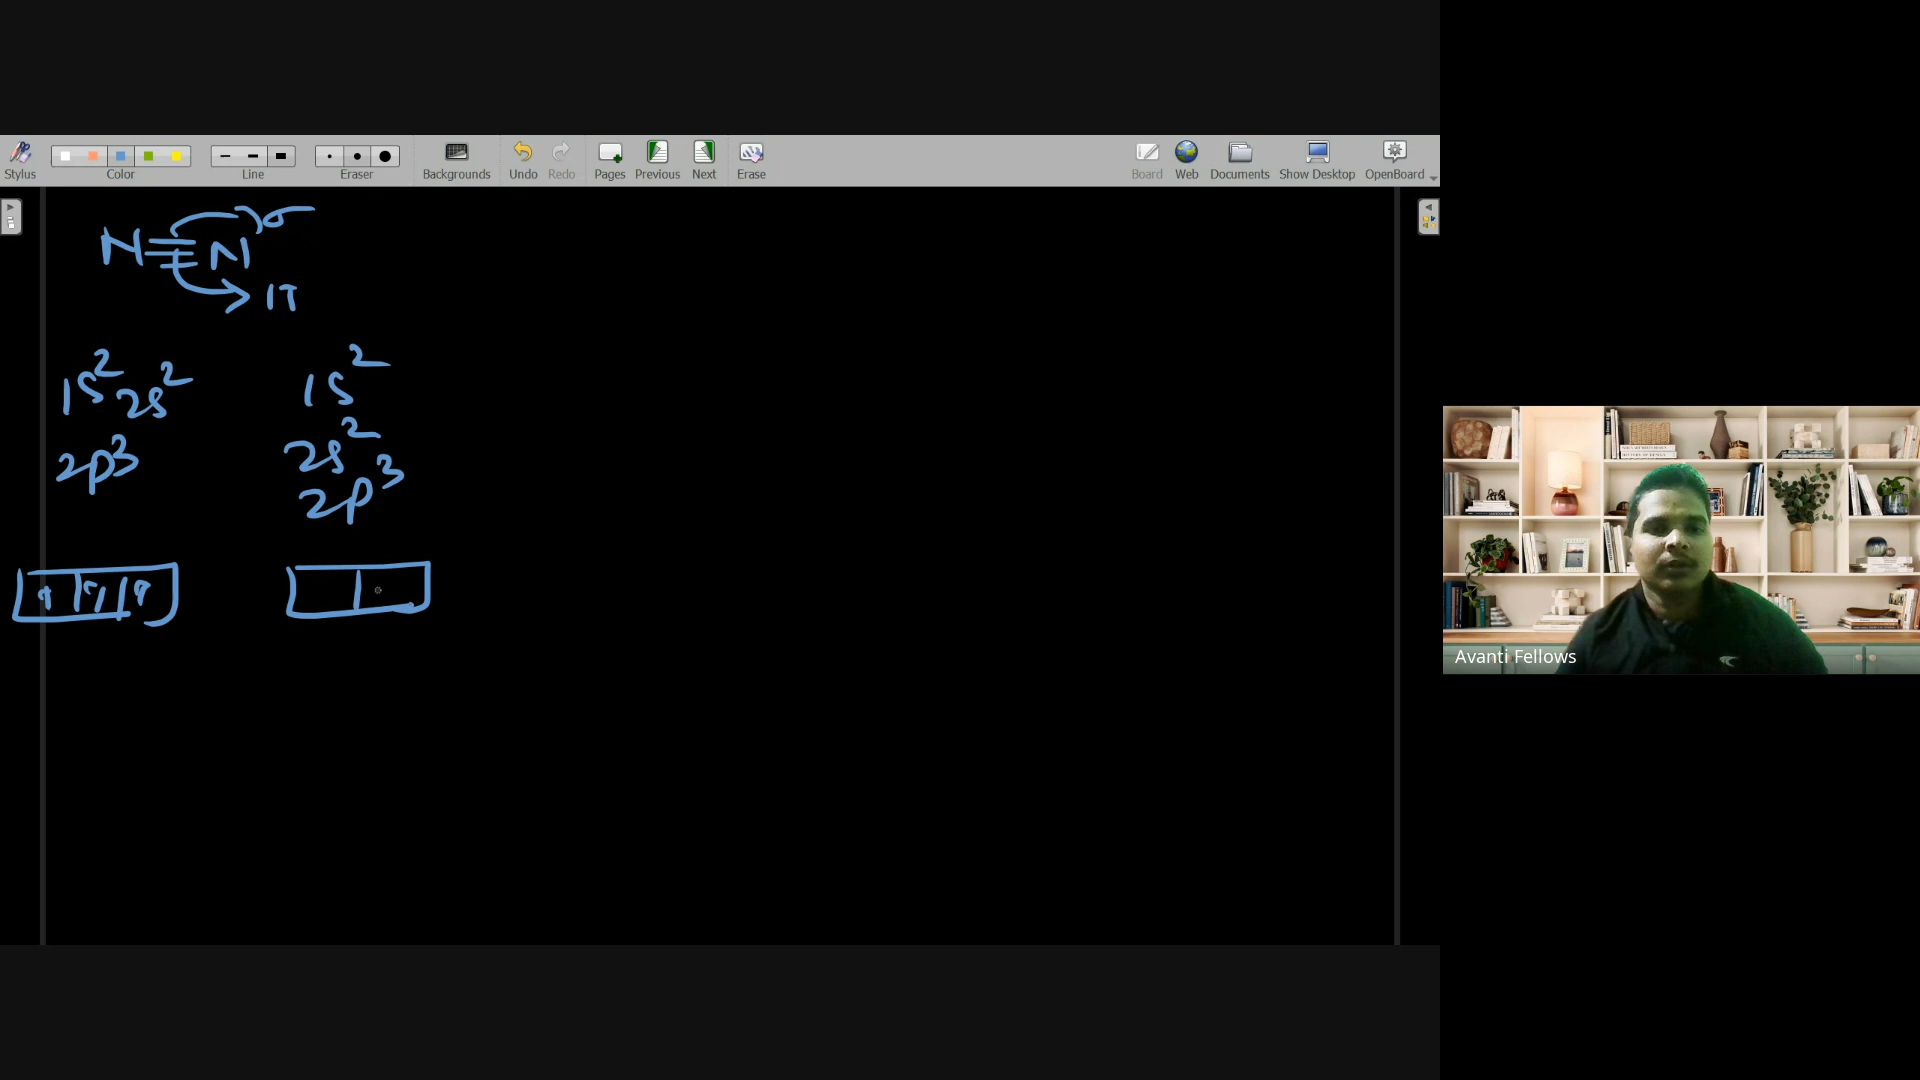 Stylus Color Line Eraser Backgrounds Undo Redo Pages Previous Next Erase Board Web Documents Show Desktop OpenBoard
N≡N σ
π
1s² 2s²
2p³
1s²
2s²
2p³
↑ ↑ ↑
Avanti Fellows